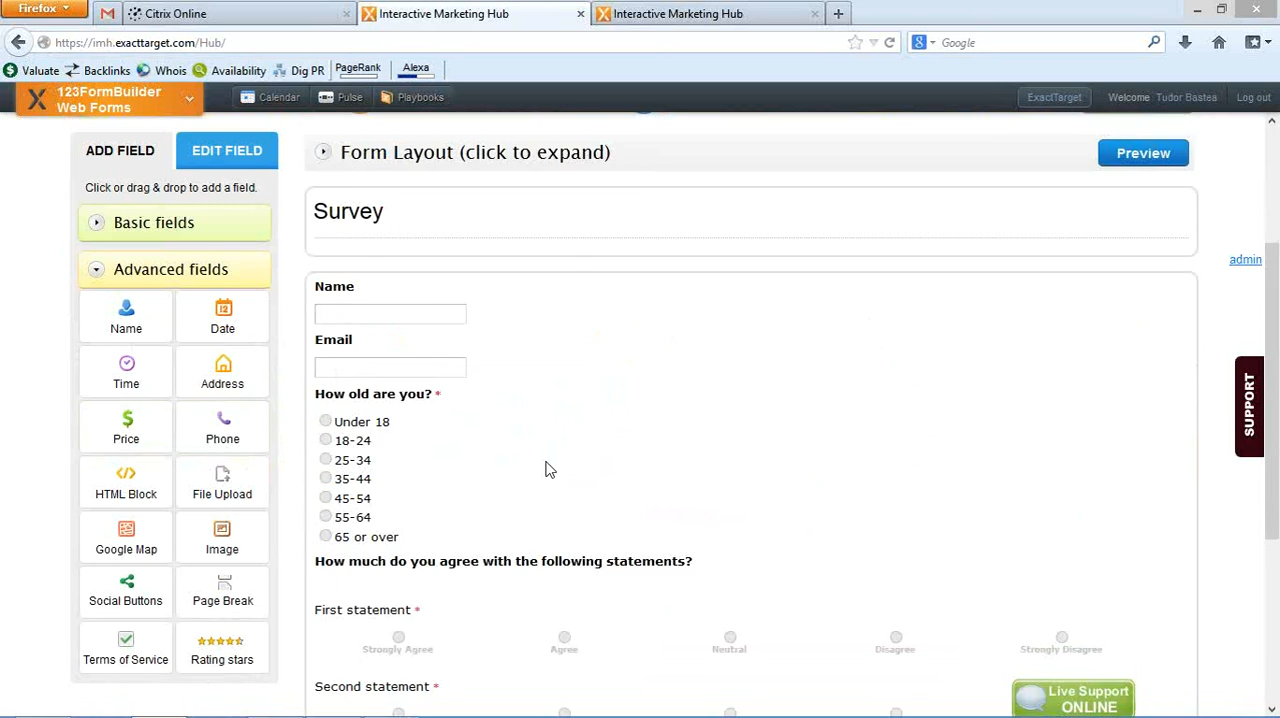 Firefox
Citrix Online
Interactive Marketing Hub
Interactive Marketing Hub
https://imh.exacttarget.com/Hub/
Google
Valuate
Backlinks
Whois
Availability
Dig PR
PageRank
Alexa
123FormBuilder
Web Forms
Calendar
Pulse
Playbooks
ExactTarget
Welcome Tudor Bastea
Log out
ADD FIELD
EDIT FIELD
Click or drag & drop to add a field.
Basic fields
Advanced fields
Name
Date
Time
Address
Price
Phone
HTML Block
File Upload
Google Map
Image
Social Buttons
Page Break
Terms of Service
Rating stars
Form Layout (click to expand)
Preview
Survey
admin
Name
Email
How old are you? *
Under 18
18-24
25-34
35-44
45-54
55-64
65 or over
How much do you agree with the following statements?
First statement *
Strongly Agree
Agree
Neutral
Disagree
Strongly Disagree
Second statement *
SUPPORT
Live Support
ONLINE